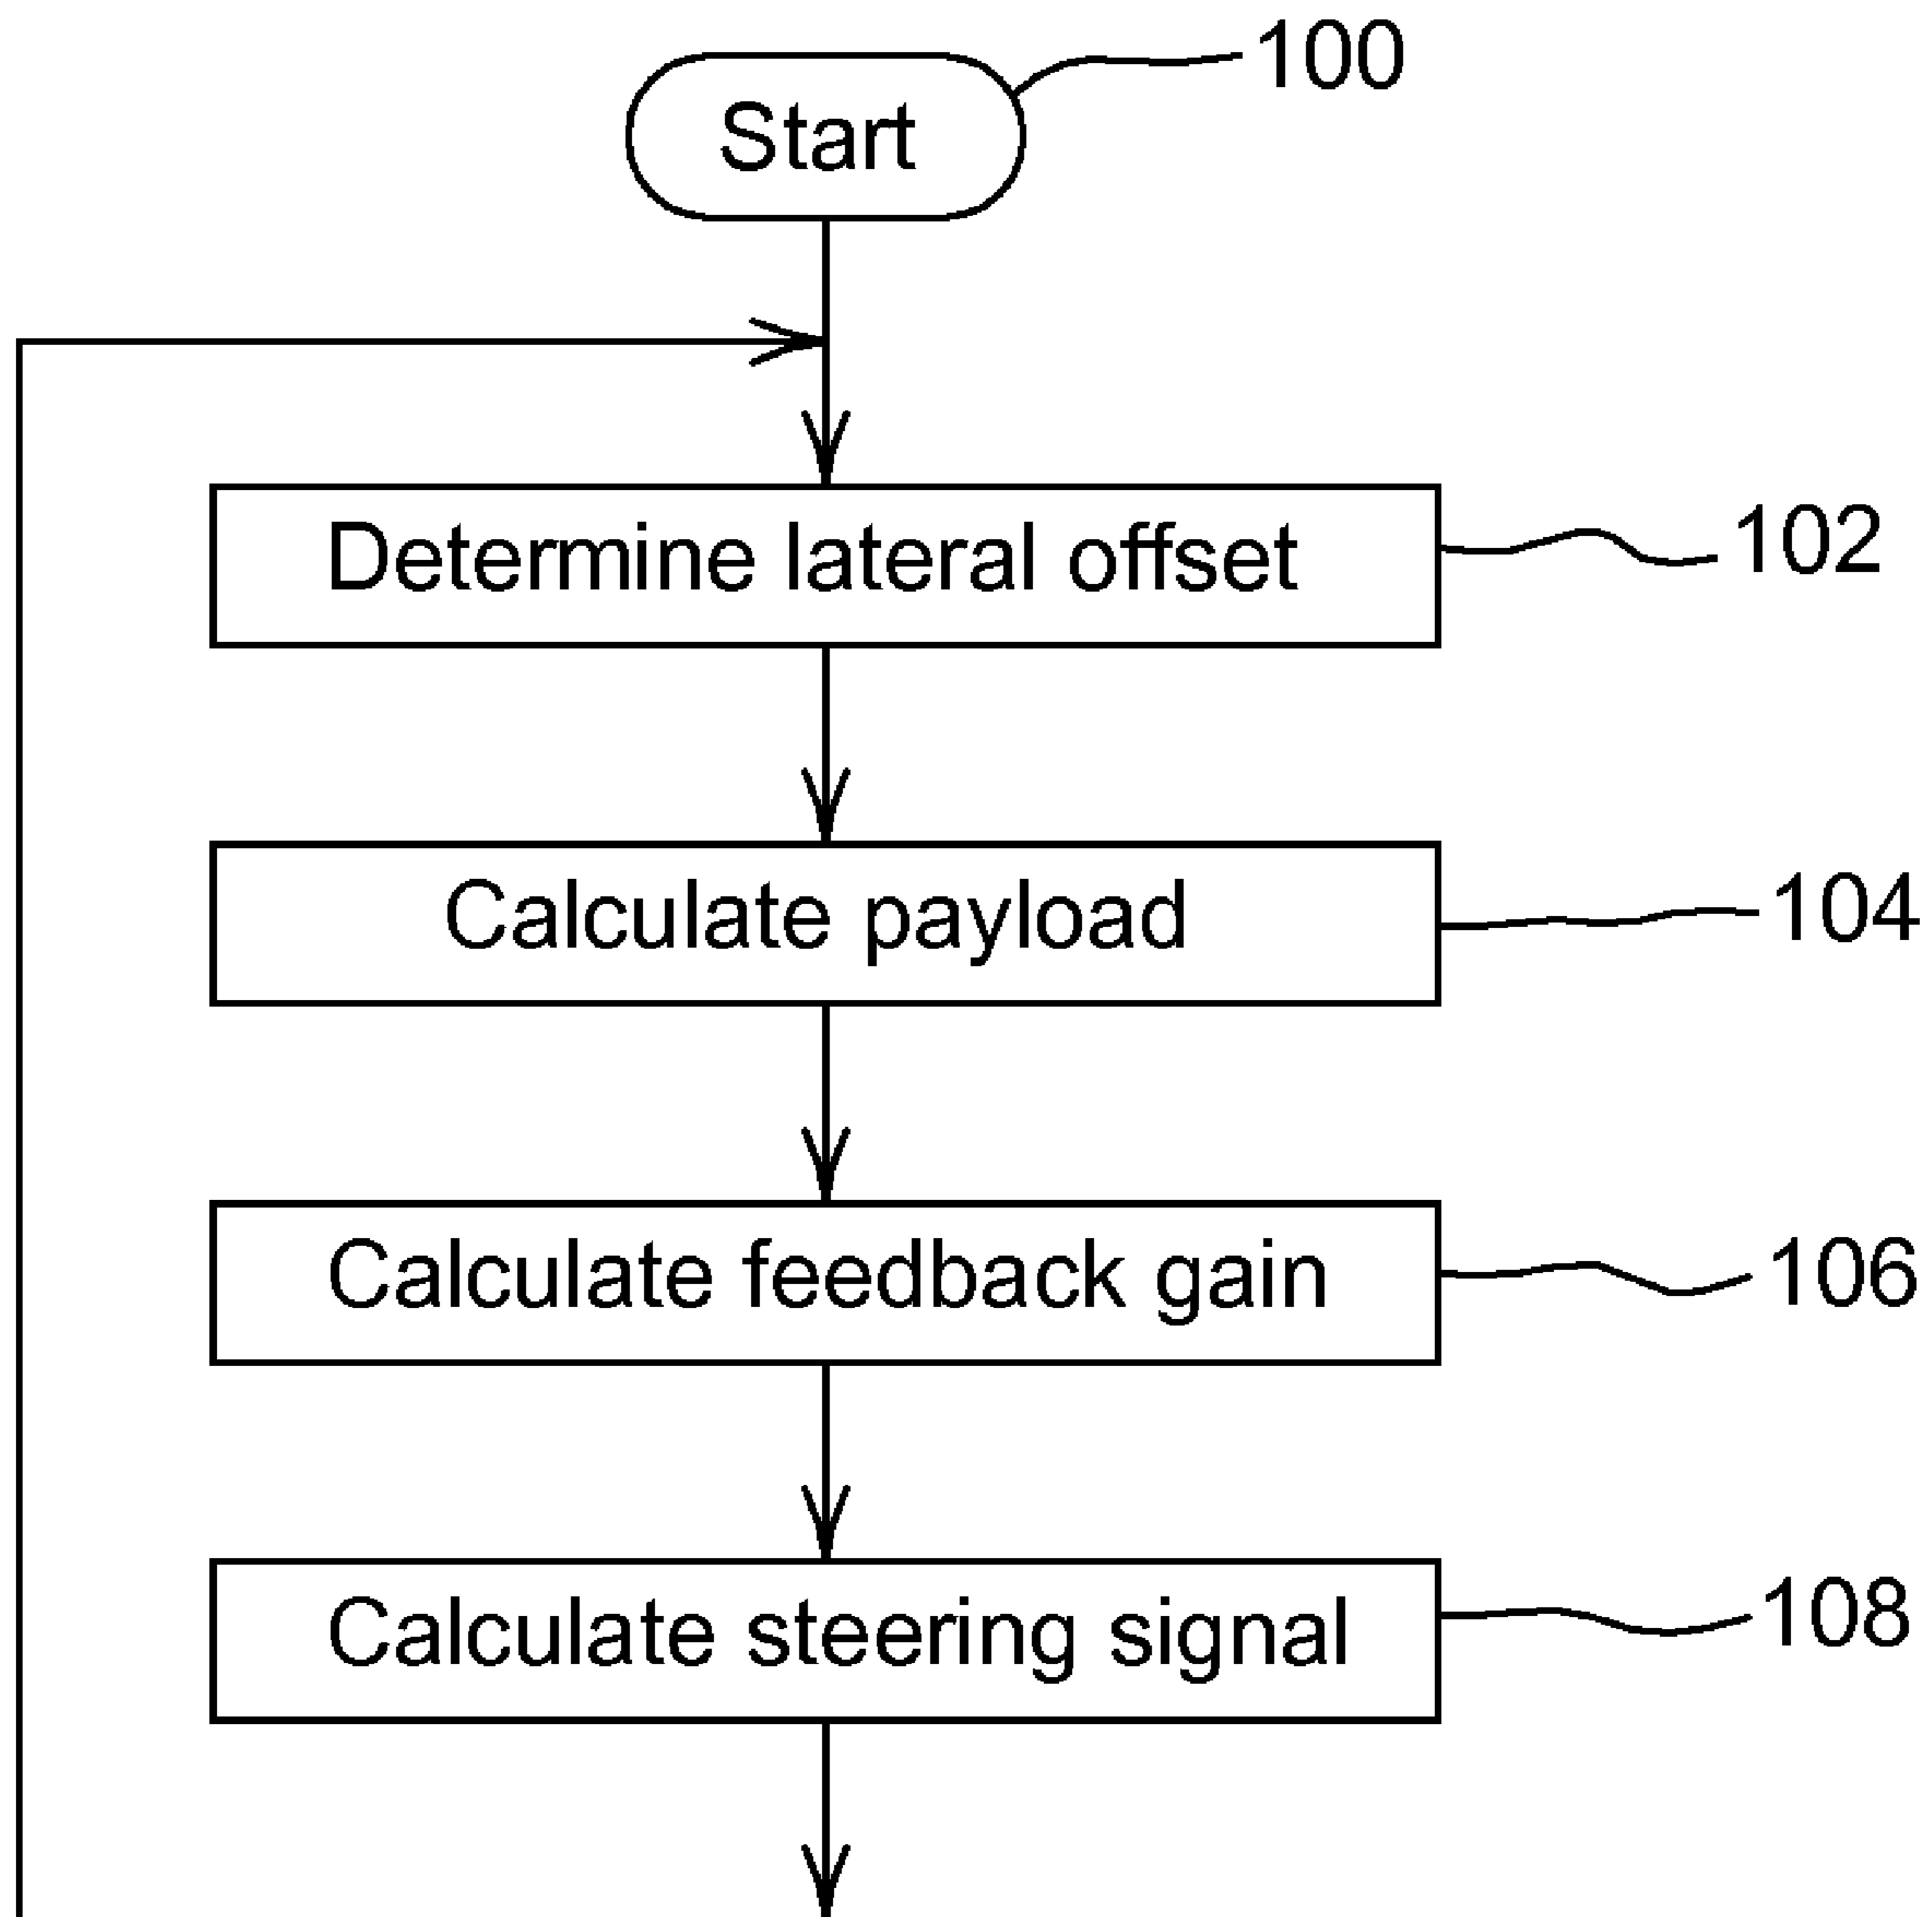 100
Start
Determine lateral offset
102
Calculate payload
104
Calculate feedback gain
106
Calculate steering signal
108